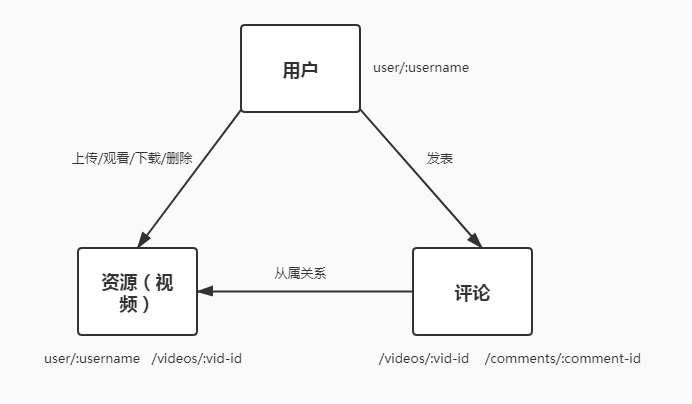 用户
user/:username
上传/观看/下载/删除
发表
资源（视
频）
从属关系
评论
user/:username /videos/:vid-id
/videos/:vid-id /comments/:comment-id